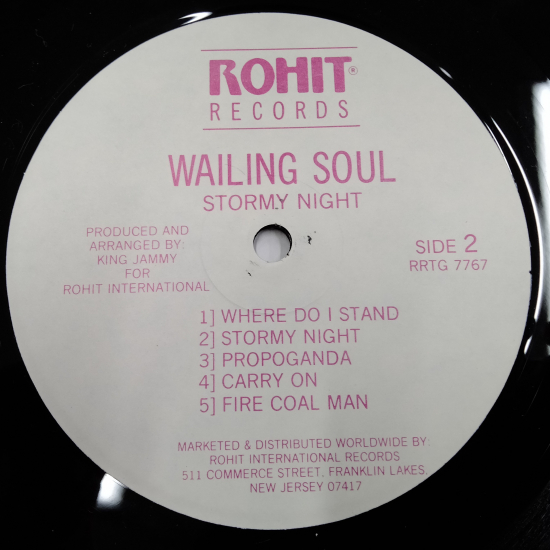 ROHIT®
RECORDS
WAILING SOUL
STORMY NIGHT
PRODUCED AND
ARRANGED BY:
KING JAMMY
FOR
ROHIT INTERNATIONAL
SIDE 2
RRTG 7767
1] WHERE DO I STAND
2] STORMY NIGHT
3] PROPOGANDA
4] CARRY ON
5] FIRE COAL MAN
MARKETED & DISTRIBUTED WORLDWIDE BY:
ROHIT INTERNATIONAL RECORDS
511 COMMERCE STREET, FRANKLIN LAKES,
NEW JERSEY 07417